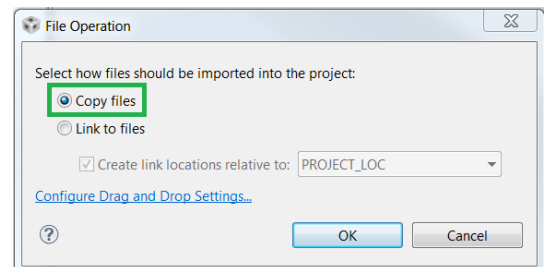 File Operation
Select how files should be imported into the project:
Copy files
Link to files
Create link locations relative to: PROJECT_LOC
Configure Drag and Drop Settings...
? OK Cancel